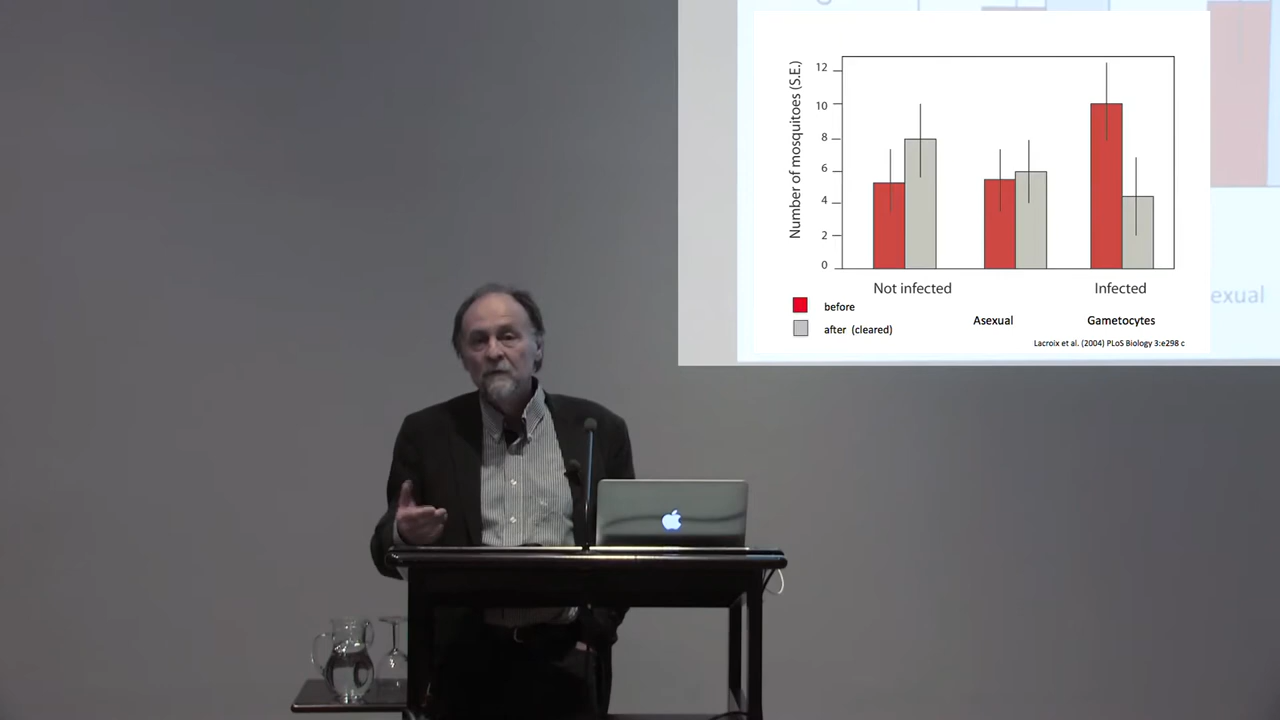 Number of mosquitoes (S.E.)
12
10
8
6
4
2
0
Not infected
Infected
before
after (cleared)
Asexual
Gametocytes
Lacroix et al. (2004) PLoS Biology 3:e298 c
exual